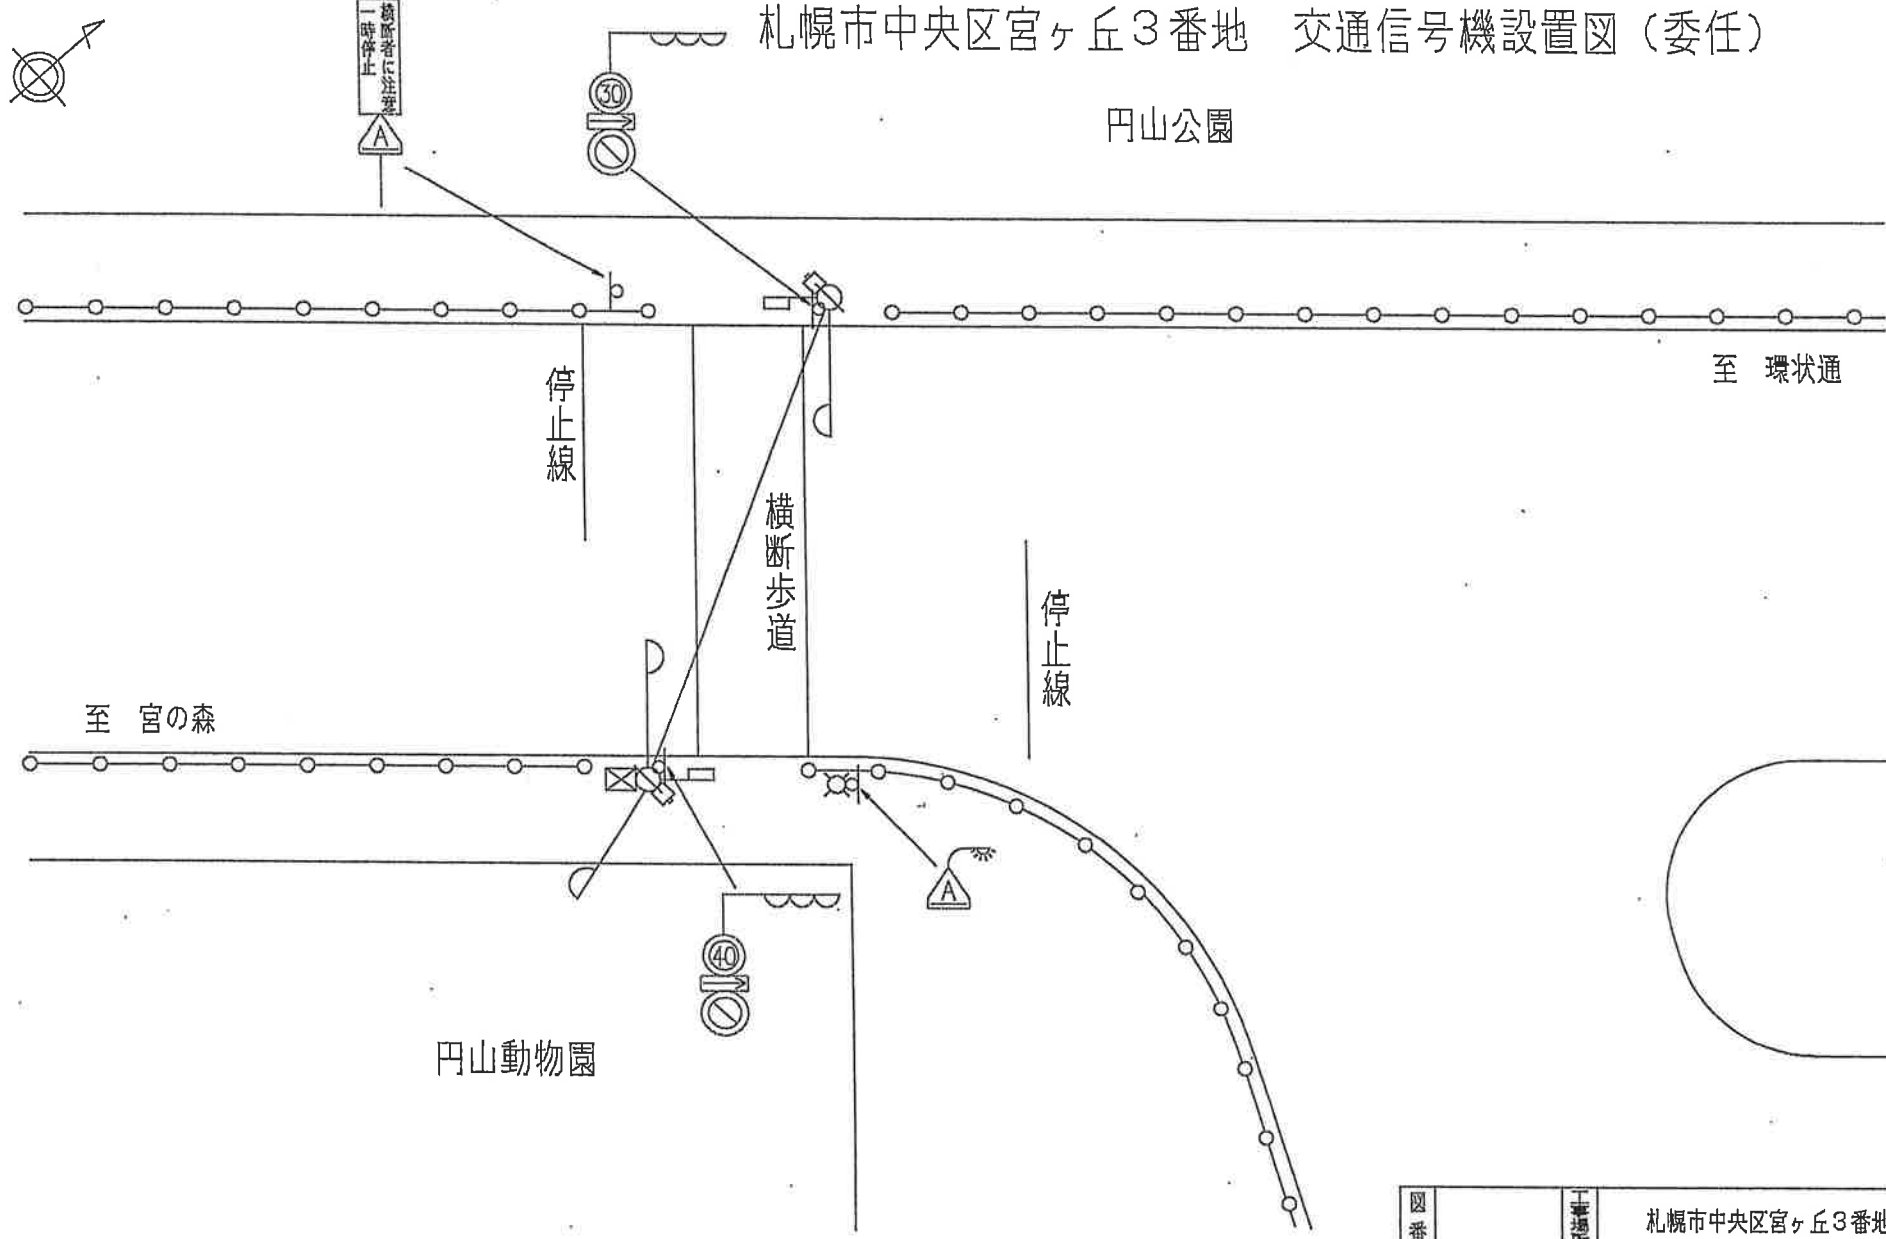 札幌市中央区宮ヶ丘３番地　交通信号機設置図（委任）
横断者に注意
一時停止
A
30
円山公園
至　環状通
停止線
横断歩道
停止線
至　宮の森
A
40
円山動物園
図番
札幌市中央区宮ヶ丘３番地